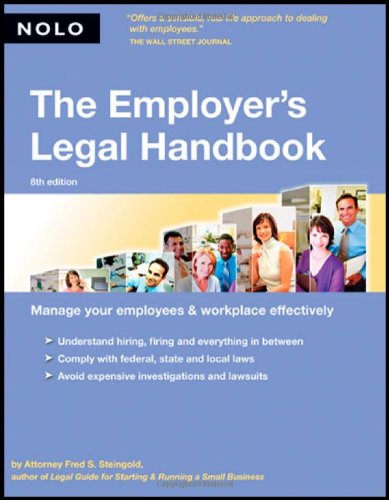 NOLO
"Offers a sound, sensible approach to dealing
with employees."
THE WALL STREET JOURNAL
The Employer's
Legal Handbook
8th edition
Manage your employees & workplace effectively
Understand hiring, firing and everything in between
Comply with federal, state and local laws
Avoid expensive investigations and lawsuits
by Attorney Fred S. Steingold,
author of Legal Guide for Starting & Running a Small Business